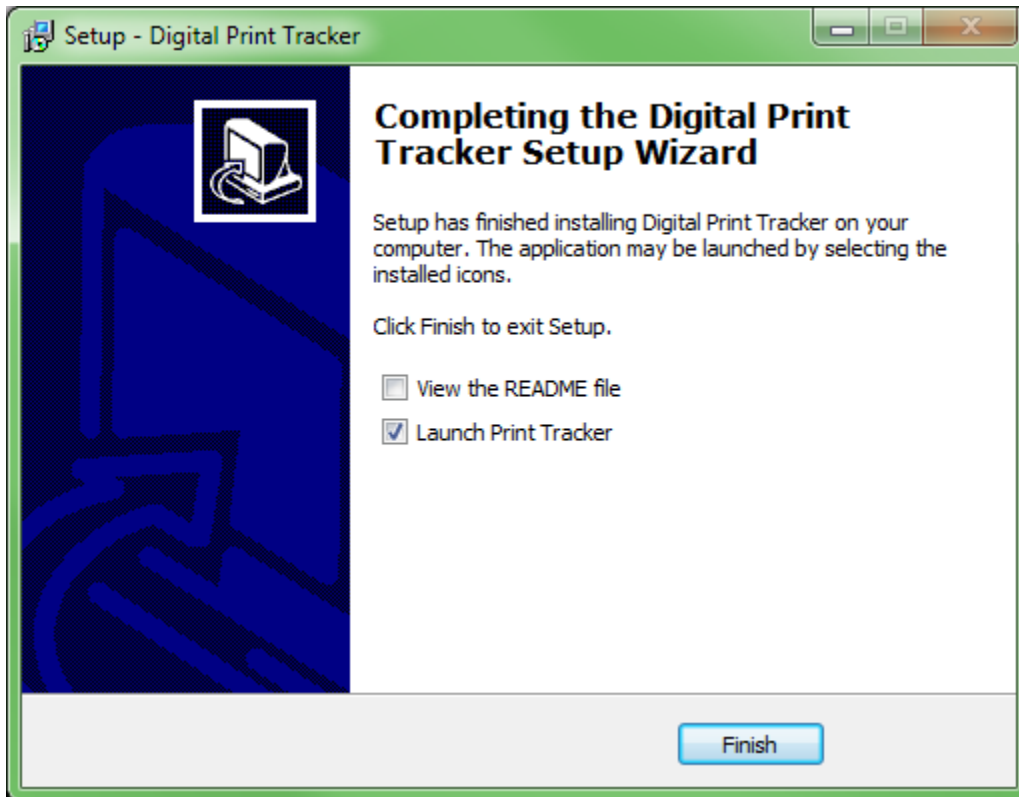 Setup - Digital Print Tracker
Completing the Digital Print
Tracker Setup Wizard
Setup has finished installing Digital Print Tracker on your
computer. The application may be launched by selecting the
installed icons.
Click Finish to exit Setup.
View the README file
Launch Print Tracker
Finish